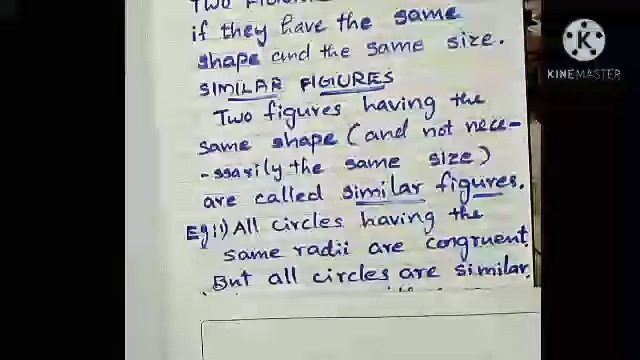 TWO
if they have the same
shape and the same size.
SIMILAR FIGIURES
Two figures having the
same shape (and not nece-
-ssarily the same size)
are called similar figures.
Eg:1) All circles having the
same radii are congruent
But all circles are similar.
K
KINEMASTER